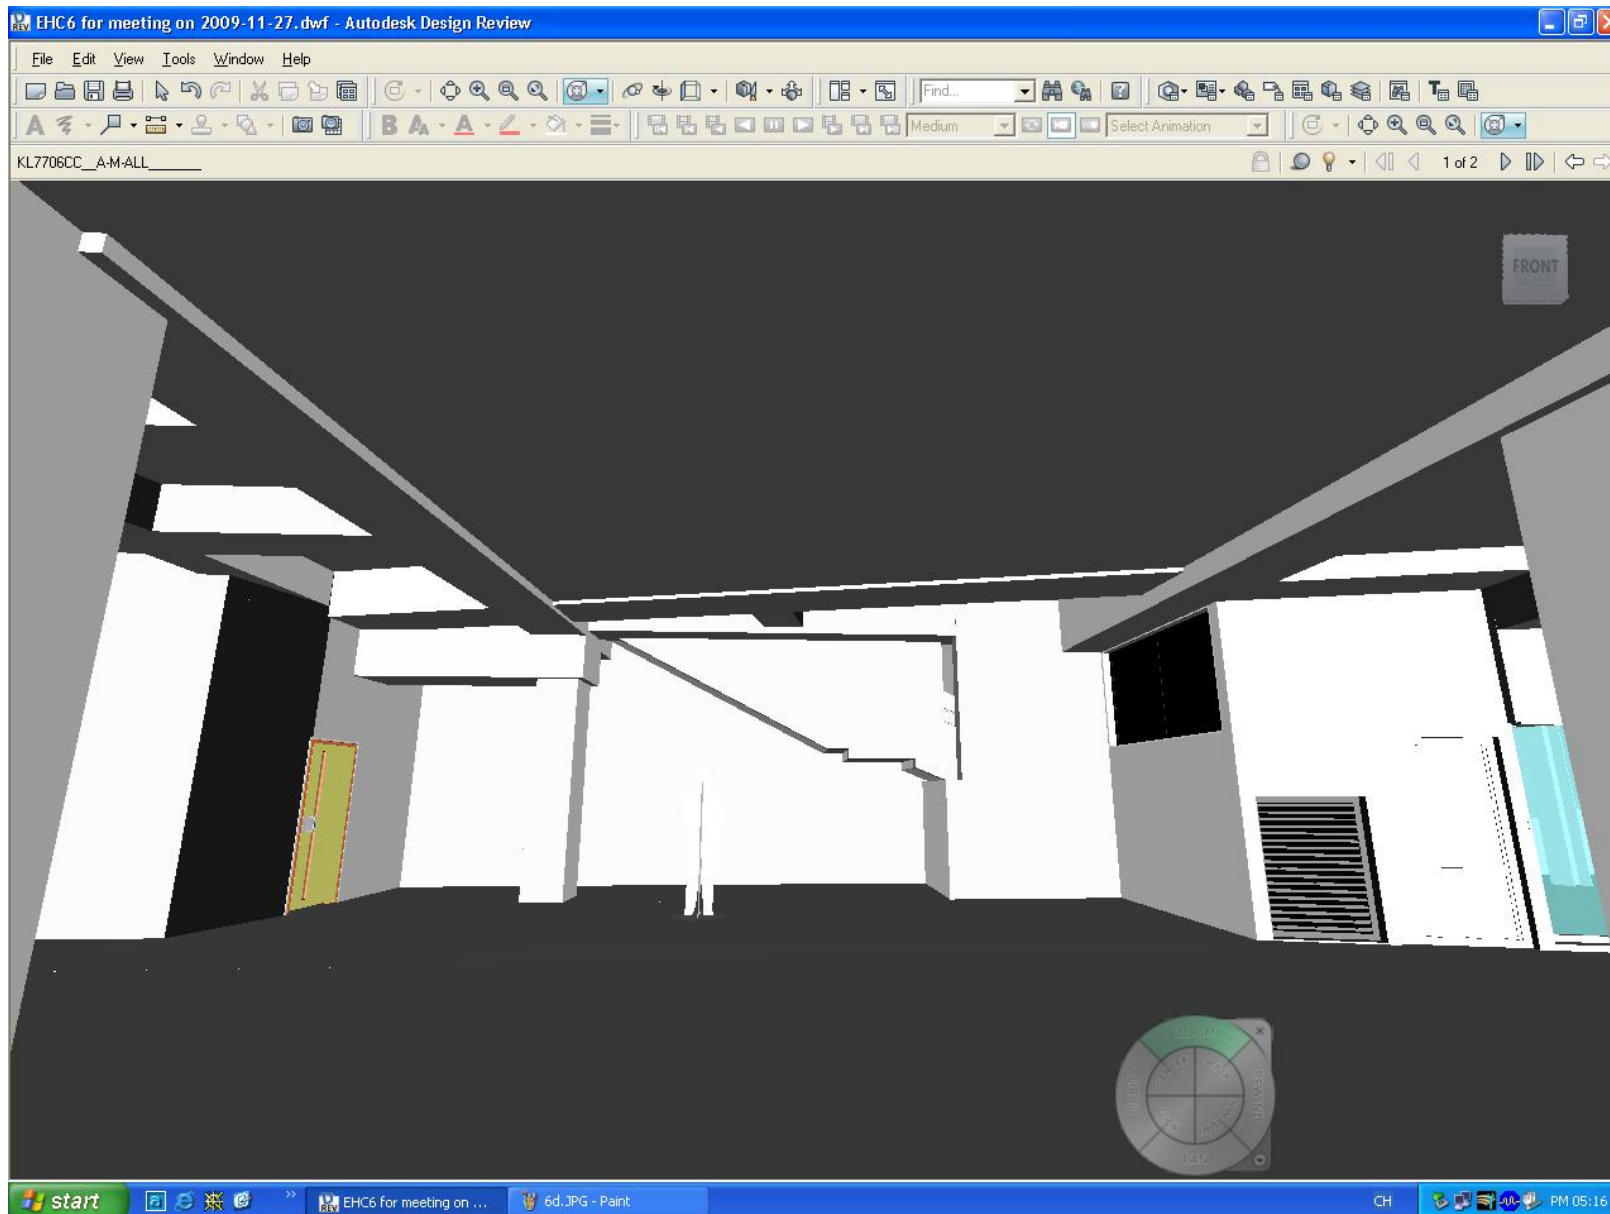 EHC6 for meeting on 2009-11-27.dwf - Autodesk Design Review
File Edit View Tools Window Help
Find...
Medium
Select Animation
KL7706CC__A-M-ALL______
1 of 2
FRONT
REWIND
PAN
start
EHC6 for meeting on ...
6d.JPG - Paint
CH
PM 05:16